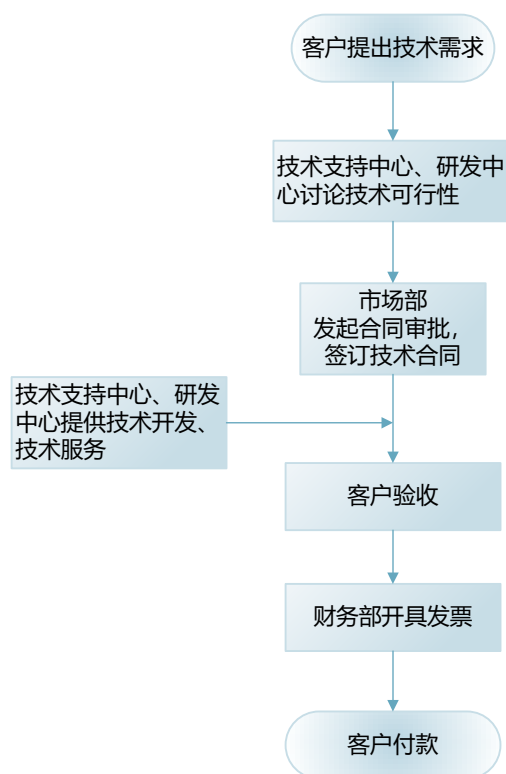 客户提出技术需求
技术支持中心、研发中
心讨论技术可行性
市场部
发起合同审批，
签订技术合同
技术支持中心、研发
中心提供技术开发、
技术服务
客户验收
财务部开具发票
客户付款